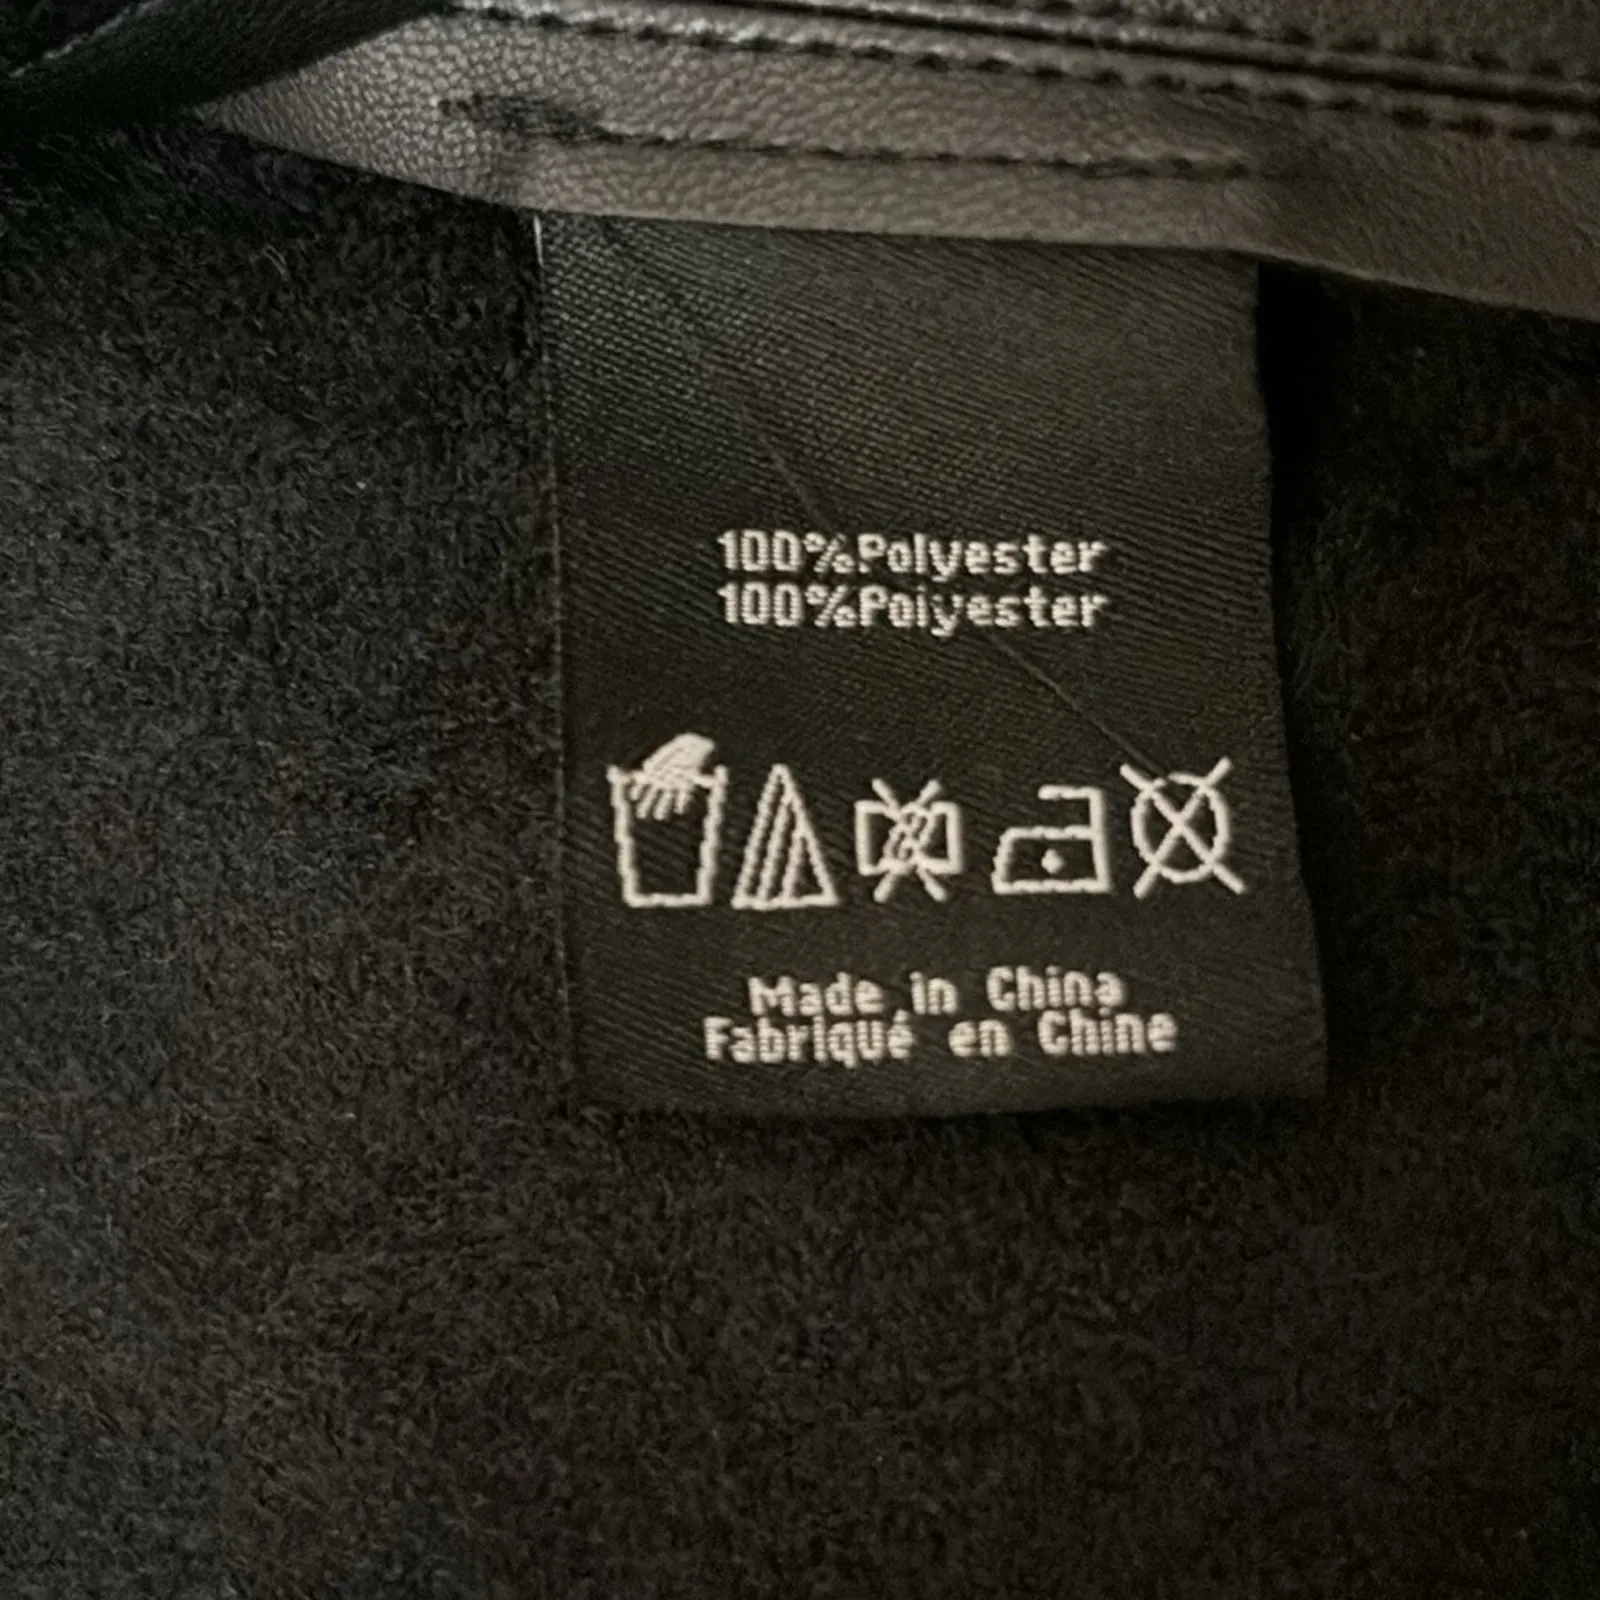 100%Polyester
100%Polyester
Made in China
Fabriqué en Chine